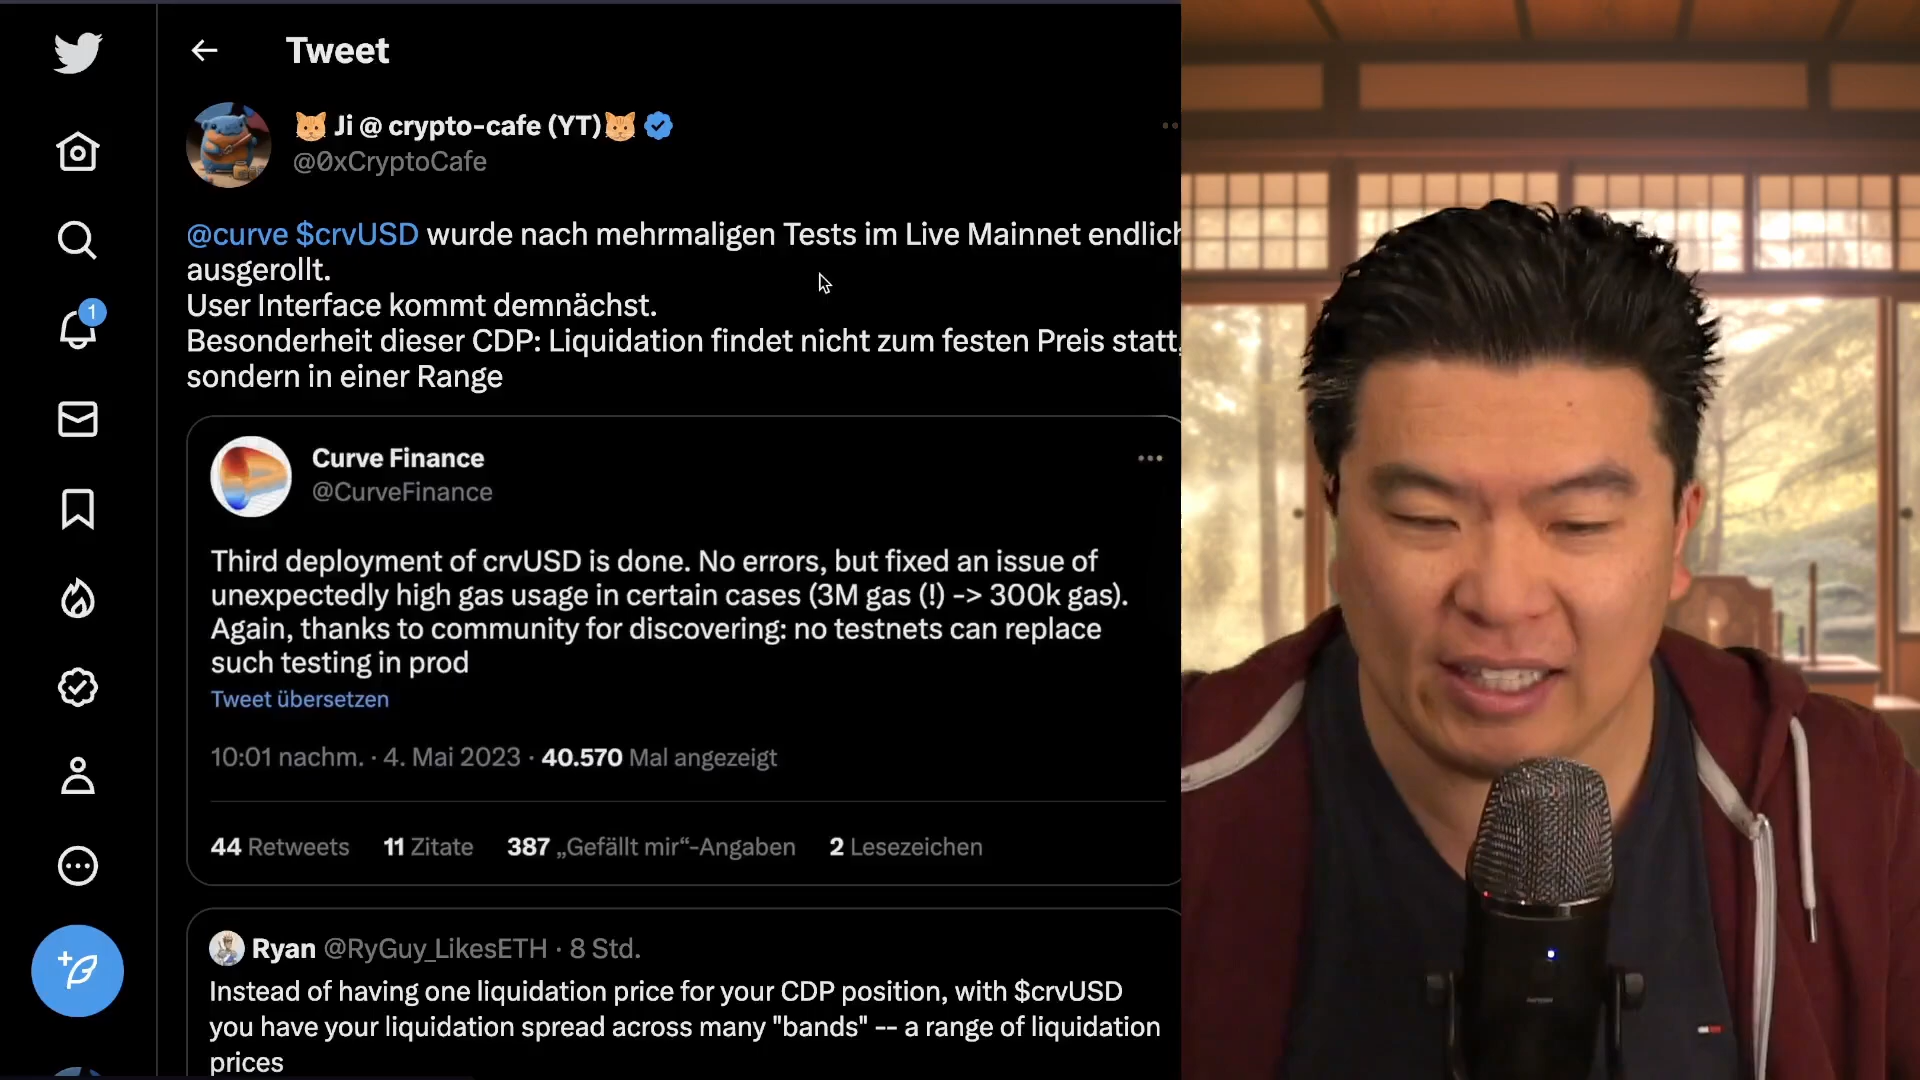 Tweet
🐱 Ji @ crypto-cafe (YT)🐱
@0xCryptoCafe
@curve $crvUSD wurde nach mehrmaligen Tests im Live Mainnet endlich
ausgerollt.
User Interface kommt demnächst.
Besonderheit dieser CDP: Liquidation findet nicht zum festen Preis statt,
sondern in einer Range
1
Curve Finance
@CurveFinance
Third deployment of crvUSD is done. No errors, but fixed an issue of
unexpectedly high gas usage in certain cases (3M gas (!) -> 300k gas).
Again, thanks to community for discovering: no testnets can replace
such testing in prod
Tweet übersetzen
10:01 nachm. · 4. Mai 2023 · 40.570 Mal angezeigt
44 Retweets 11 Zitate 387 „Gefällt mir“-Angaben 2 Lesezeichen
Ryan @RyGuy_LikesETH · 8 Std.
Instead of having one liquidation price for your CDP position, with $crvUSD
you have your liquidation spread across many "bands" -- a range of liquidation
prices